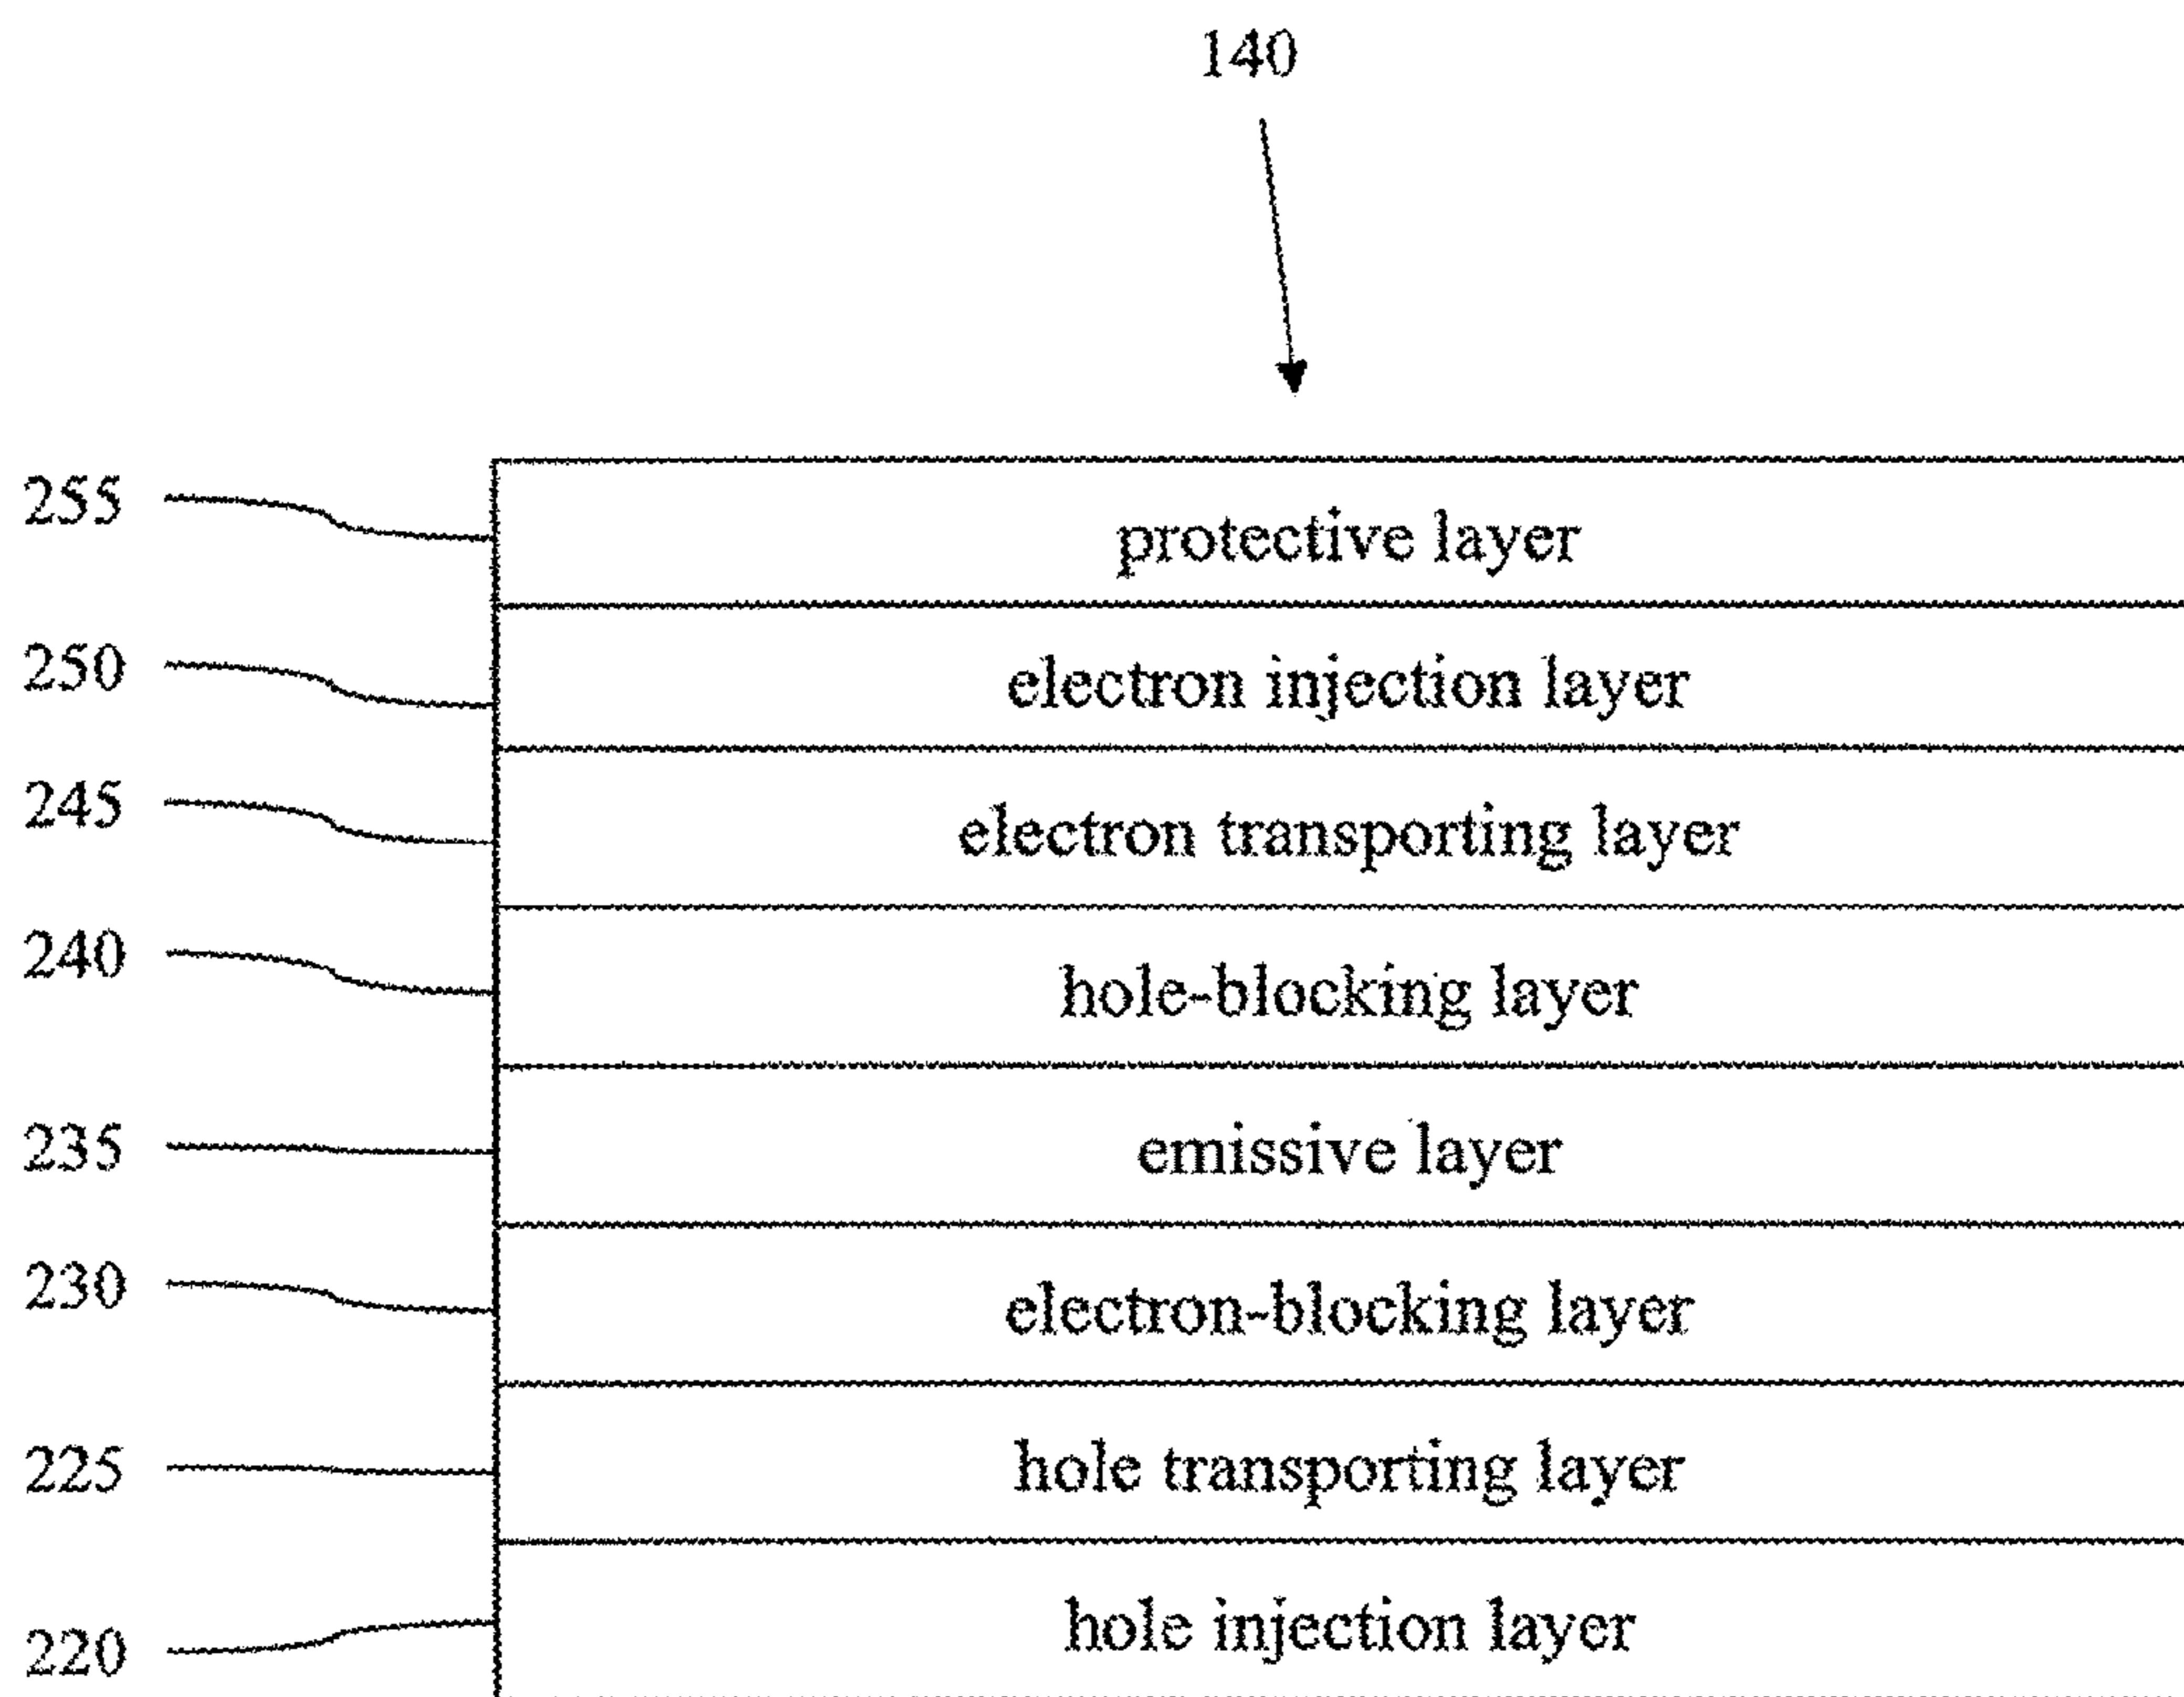 140
255 protective layer
250 electron injection layer
245 electron transporting layer
240 hole-blocking layer
235 emissive layer
230 electron-blocking layer
225 hole transporting layer
220 hole injection layer